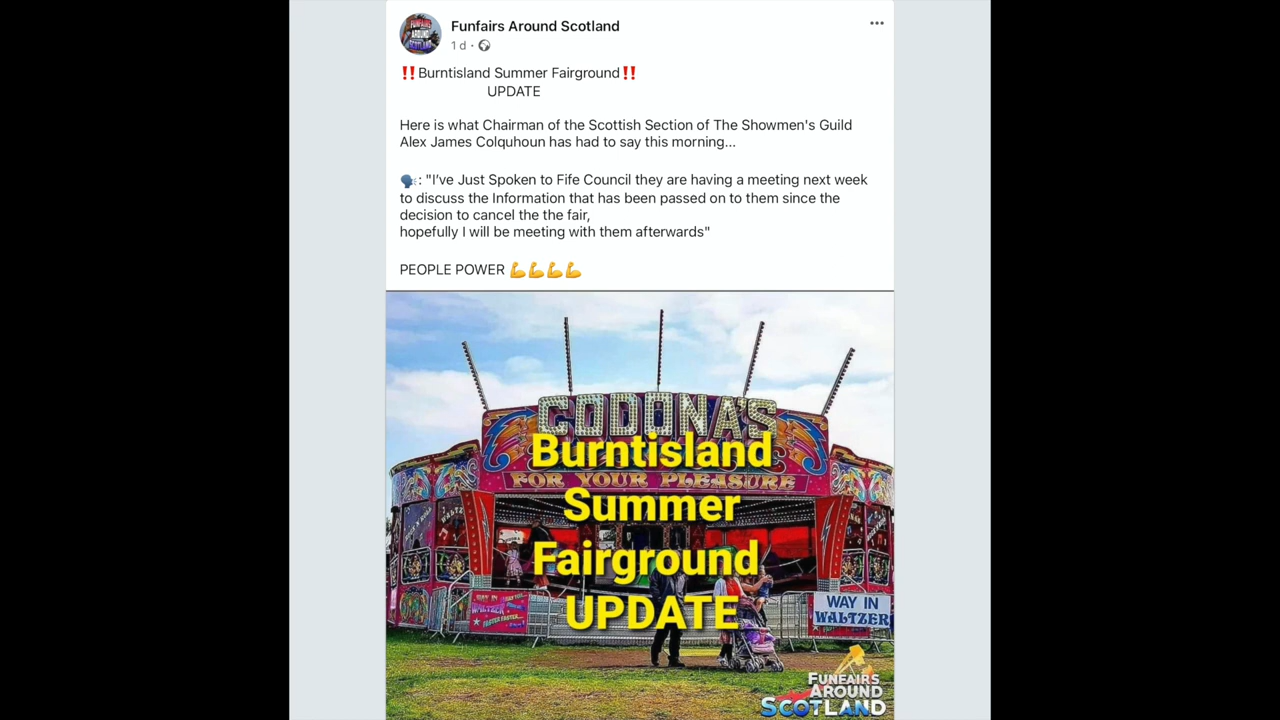 Funfairs Around Scotland
1 d ·
‼️Burntisland Summer Fairground‼️
UPDATE
Here is what Chairman of the Scottish Section of The Showmen's Guild
Alex James Colquhoun has had to say this morning...
🗣️: "I've Just Spoken to Fife Council they are having a meeting next week
to discuss the Information that has been passed on to them since the
decision to cancel the the fair,
hopefully I will be meeting with them afterwards"
PEOPLE POWER 💪💪💪💪
CODONA'S
Burntisland
FOR YOUR PLEASURE
Summer
Fairground
UPDATE
WAY IN
WALTZER
WALTZER
FUNFAIRS
AROUND
SCOTLAND